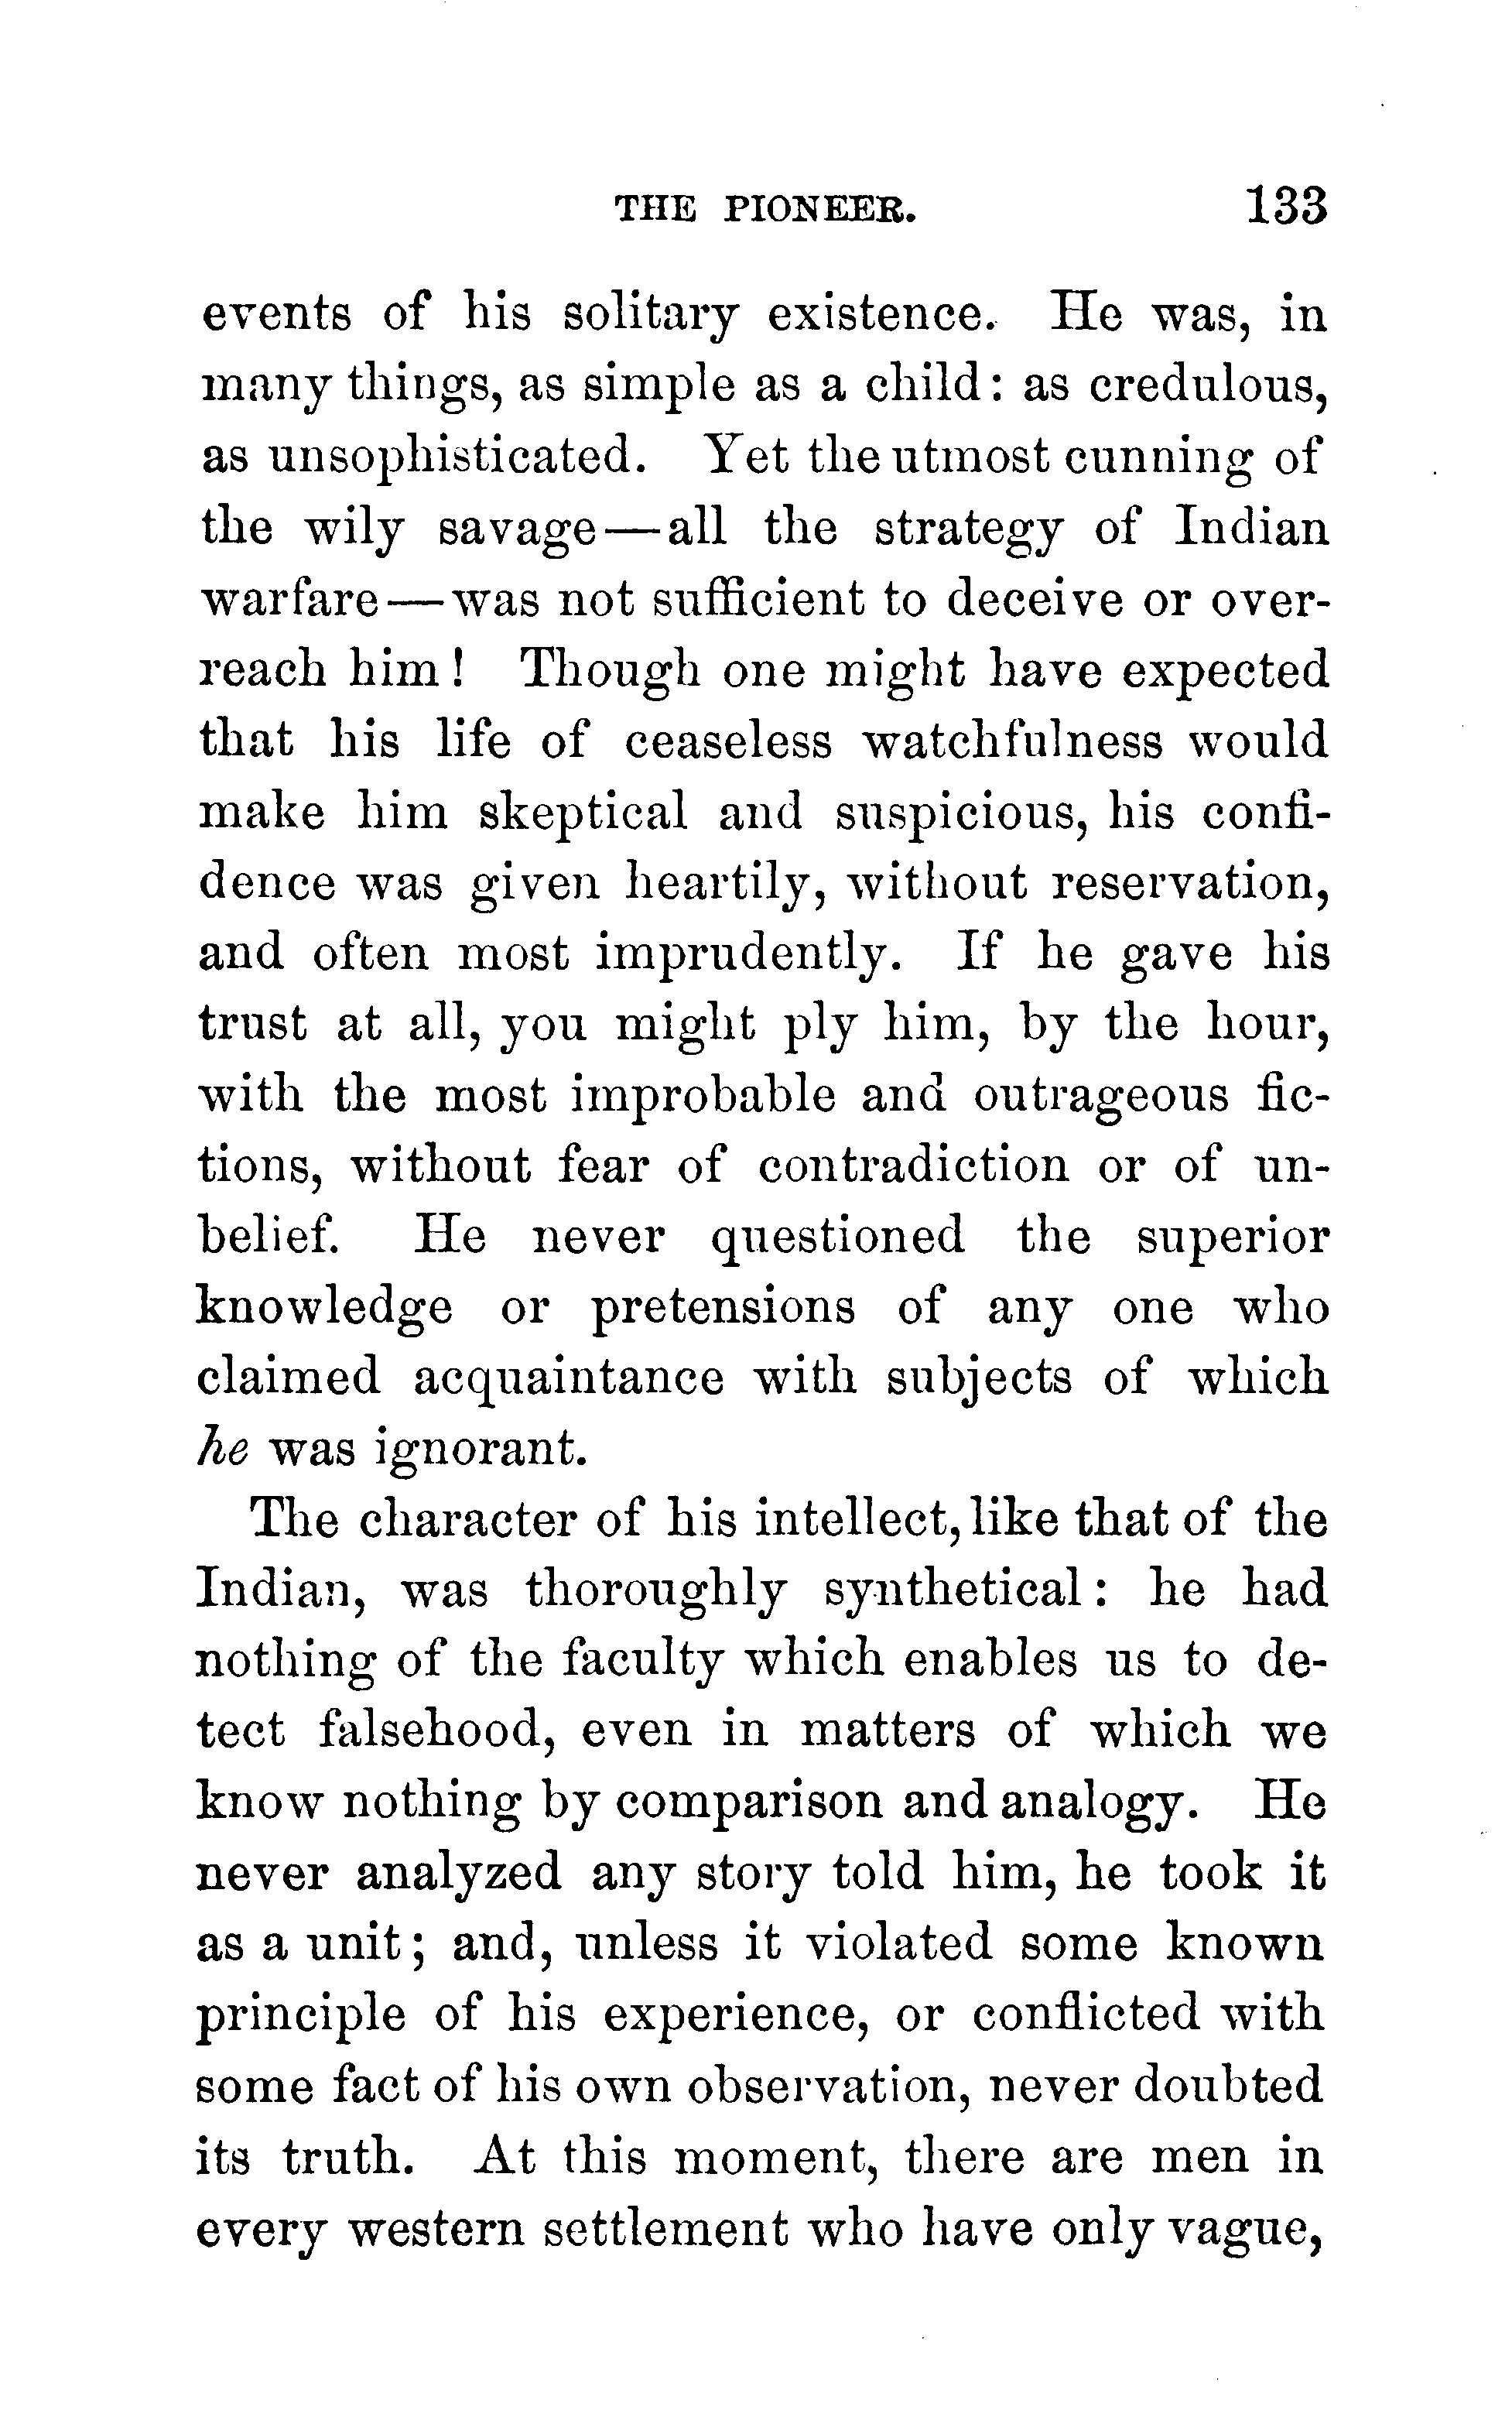 THE PIONEER. 133
events of his solitary existence. He was, in
many things, as simple as a child: as credulous,
as unsophisticated. Yet the utmost cunning of
the wily savage—all the strategy of Indian
warfare—was not sufficient to deceive or over-
reach him! Though one might have expected
that his life of ceaseless watchfulness would
make him skeptical and suspicious, his confi-
dence was given heartily, without reservation,
and often most imprudently. If he gave his
trust at all, you might ply him, by the hour,
with the most improbable and outrageous fic-
tions, without fear of contradiction or of un-
belief. He never questioned the superior
knowledge or pretensions of any one who
claimed acquaintance with subjects of which
he was ignorant.
The character of his intellect, like that of the
Indian, was thoroughly synthetical: he had
nothing of the faculty which enables us to de-
tect falsehood, even in matters of which we
know nothing by comparison and analogy. He
never analyzed any story told him, he took it
as a unit; and, unless it violated some known
principle of his experience, or conflicted with
some fact of his own observation, never doubted
its truth. At this moment, there are men in
every western settlement who have only vague,